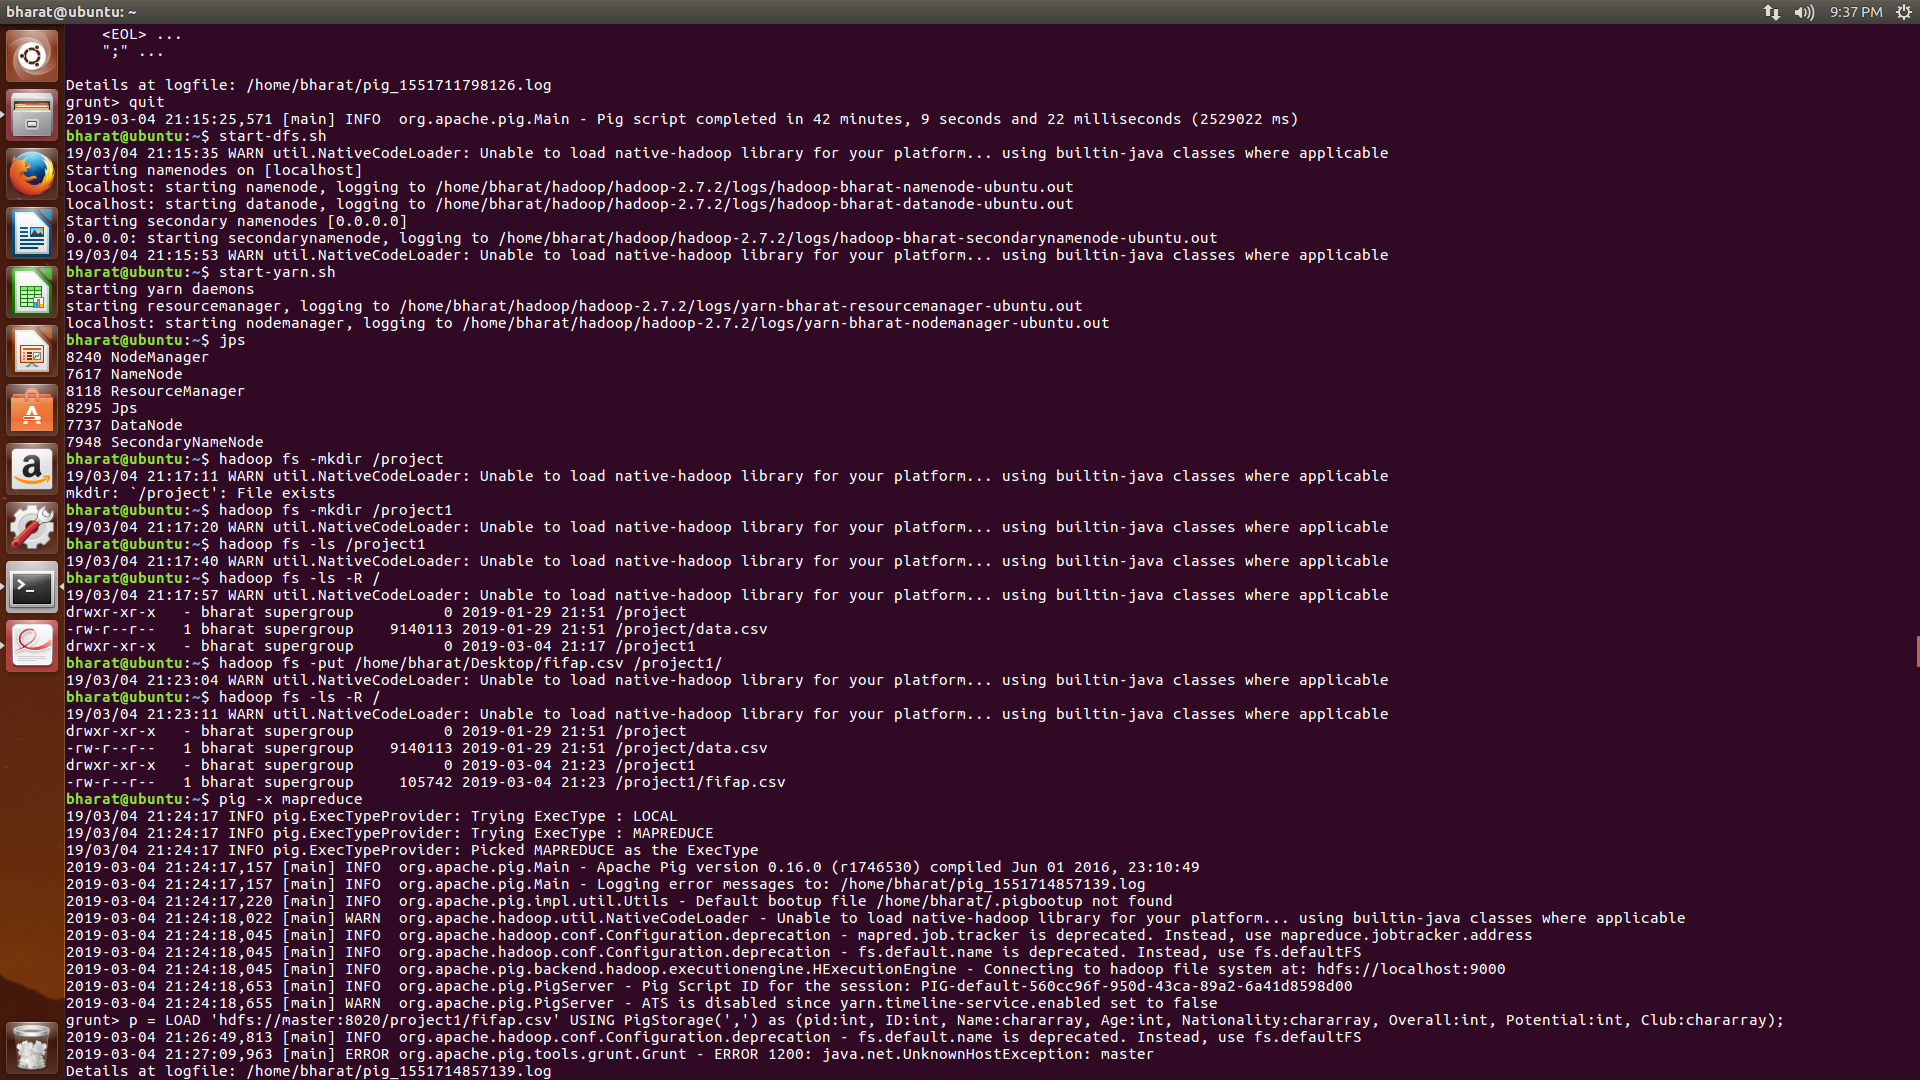 bharat@ubuntu: ~
9:37 PM
<EOL> ...
";" ...
Details at logfile: /home/bharat/pig_1551711798126.log
grunt> quit
2019-03-04 21:15:25,571 [main] INFO  org.apache.pig.Main - Pig script completed in 42 minutes, 9 seconds and 22 milliseconds (2529022 ms)
bharat@ubuntu:~$ start-dfs.sh
19/03/04 21:15:35 WARN util.NativeCodeLoader: Unable to load native-hadoop library for your platform... using builtin-java classes where applicable
Starting namenodes on [localhost]
localhost: starting namenode, logging to /home/bharat/hadoop/hadoop-2.7.2/logs/hadoop-bharat-namenode-ubuntu.out
localhost: starting datanode, logging to /home/bharat/hadoop/hadoop-2.7.2/logs/hadoop-bharat-datanode-ubuntu.out
Starting secondary namenodes [0.0.0.0]
0.0.0.0: starting secondarynamenode, logging to /home/bharat/hadoop/hadoop-2.7.2/logs/hadoop-bharat-secondarynamenode-ubuntu.out
19/03/04 21:15:53 WARN util.NativeCodeLoader: Unable to load native-hadoop library for your platform... using builtin-java classes where applicable
bharat@ubuntu:~$ start-yarn.sh
starting yarn daemons
starting resourcemanager, logging to /home/bharat/hadoop/hadoop-2.7.2/logs/yarn-bharat-resourcemanager-ubuntu.out
localhost: starting nodemanager, logging to /home/bharat/hadoop/hadoop-2.7.2/logs/yarn-bharat-nodemanager-ubuntu.out
bharat@ubuntu:~$ jps
8240 NodeManager
7617 NameNode
8118 ResourceManager
8295 Jps
7737 DataNode
7948 SecondaryNameNode
bharat@ubuntu:~$ hadoop fs -mkdir /project
19/03/04 21:17:11 WARN util.NativeCodeLoader: Unable to load native-hadoop library for your platform... using builtin-java classes where applicable
mkdir: `/project': File exists
bharat@ubuntu:~$ hadoop fs -mkdir /project1
19/03/04 21:17:20 WARN util.NativeCodeLoader: Unable to load native-hadoop library for your platform... using builtin-java classes where applicable
bharat@ubuntu:~$ hadoop fs -ls /project1
19/03/04 21:17:40 WARN util.NativeCodeLoader: Unable to load native-hadoop library for your platform... using builtin-java classes where applicable
bharat@ubuntu:~$ hadoop fs -ls -R /
19/03/04 21:17:57 WARN util.NativeCodeLoader: Unable to load native-hadoop library for your platform... using builtin-java classes where applicable
drwxr-xr-x   - bharat supergroup          0 2019-01-29 21:51 /project
-rw-r--r--   1 bharat supergroup    9140113 2019-01-29 21:51 /project/data.csv
drwxr-xr-x   - bharat supergroup          0 2019-03-04 21:17 /project1
bharat@ubuntu:~$ hadoop fs -put /home/bharat/Desktop/fifap.csv /project1/
19/03/04 21:23:04 WARN util.NativeCodeLoader: Unable to load native-hadoop library for your platform... using builtin-java classes where applicable
bharat@ubuntu:~$ hadoop fs -ls -R /
19/03/04 21:23:11 WARN util.NativeCodeLoader: Unable to load native-hadoop library for your platform... using builtin-java classes where applicable
drwxr-xr-x   - bharat supergroup          0 2019-01-29 21:51 /project
-rw-r--r--   1 bharat supergroup    9140113 2019-01-29 21:51 /project/data.csv
drwxr-xr-x   - bharat supergroup          0 2019-03-04 21:23 /project1
-rw-r--r--   1 bharat supergroup     105742 2019-03-04 21:23 /project1/fifap.csv
bharat@ubuntu:~$ pig -x mapreduce
19/03/04 21:24:17 INFO pig.ExecTypeProvider: Trying ExecType : LOCAL
19/03/04 21:24:17 INFO pig.ExecTypeProvider: Trying ExecType : MAPREDUCE
19/03/04 21:24:17 INFO pig.ExecTypeProvider: Picked MAPREDUCE as the ExecType
2019-03-04 21:24:17,157 [main] INFO  org.apache.pig.Main - Apache Pig version 0.16.0 (r1746530) compiled Jun 01 2016, 23:10:49
2019-03-04 21:24:17,157 [main] INFO  org.apache.pig.Main - Logging error messages to: /home/bharat/pig_1551714857139.log
2019-03-04 21:24:17,220 [main] INFO  org.apache.pig.impl.util.Utils - Default bootup file /home/bharat/.pigbootup not found
2019-03-04 21:24:18,022 [main] WARN  org.apache.hadoop.util.NativeCodeLoader - Unable to load native-hadoop library for your platform... using builtin-java classes where applicable
2019-03-04 21:24:18,045 [main] INFO  org.apache.hadoop.conf.Configuration.deprecation - mapred.job.tracker is deprecated. Instead, use mapreduce.jobtracker.address
2019-03-04 21:24:18,045 [main] INFO  org.apache.hadoop.conf.Configuration.deprecation - fs.default.name is deprecated. Instead, use fs.defaultFS
2019-03-04 21:24:18,045 [main] INFO  org.apache.pig.backend.hadoop.executionengine.HExecutionEngine - Connecting to hadoop file system at: hdfs://localhost:9000
2019-03-04 21:24:18,653 [main] INFO  org.apache.pig.PigServer - Pig Script ID for the session: PIG-default-560cc96f-950d-43ca-89a2-6a41d8598d00
2019-03-04 21:24:18,655 [main] WARN  org.apache.pig.PigServer - ATS is disabled since yarn.timeline-service.enabled set to false
grunt> p = LOAD 'hdfs://master:8020/project1/fifap.csv' USING PigStorage(',') as (pid:int, ID:int, Name:chararray, Age:int, Nationality:chararray, Overall:int, Potential:int, Club:chararray);
2019-03-04 21:26:49,813 [main] INFO  org.apache.hadoop.conf.Configuration.deprecation - fs.default.name is deprecated. Instead, use fs.defaultFS
2019-03-04 21:27:09,963 [main] ERROR org.apache.pig.tools.grunt.Grunt - ERROR 1200: java.net.UnknownHostException: master
Details at logfile: /home/bharat/pig_1551714857139.log